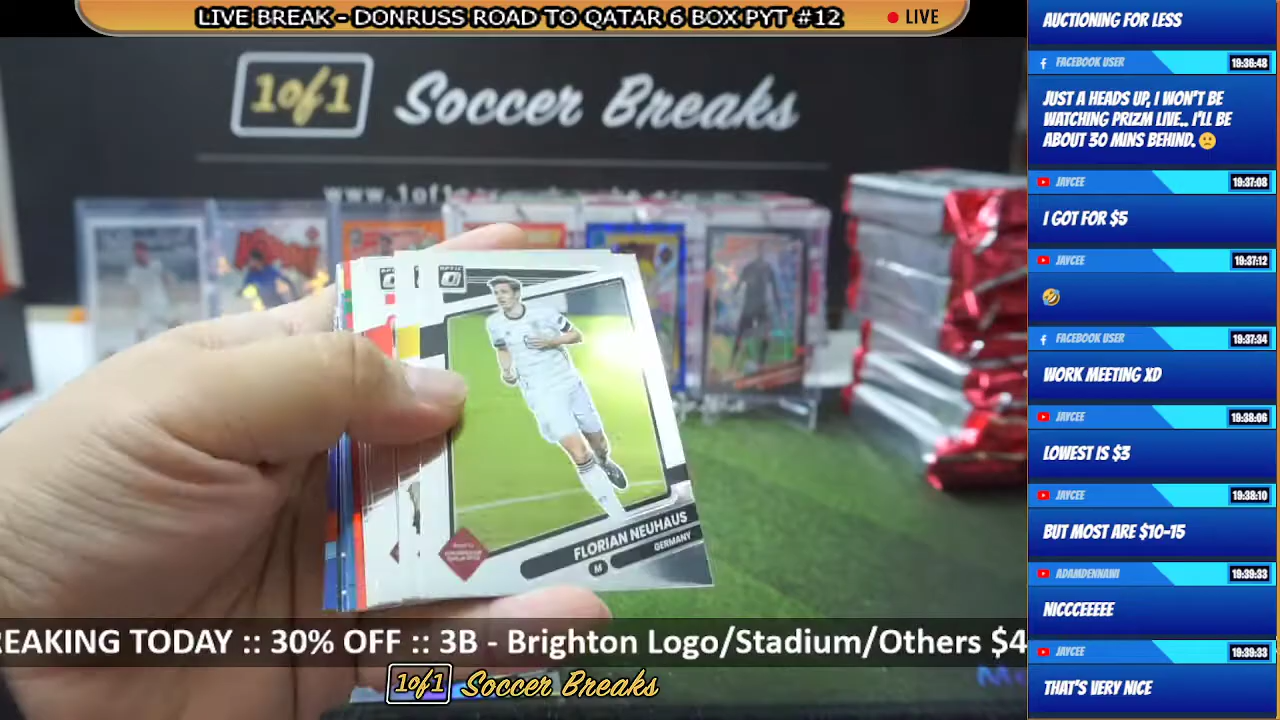 LIVE BREAK - DONRUSS ROAD TO QATAR 6 BOX PYT #12
LIVE
1of1
Soccer Breaks
OPTIC
FLORIAN NEUHAUS
GERMANY
M
REAKING TODAY :: 30% OFF :: 3B - Brighton Logo/Stadium/Others $4
1of1 Soccer Breaks
AUCTIONING FOR LESS
FACEBOOK USER 19:36:48
JUST A HEADS UP, I WON'T BE
WATCHING PRIZM LIVE.. I'LL BE
ABOUT 30 MINS BEHIND. 🙁
JAYCEE 19:37:08
I GOT FOR $5
JAYCEE 19:37:12
🤣
FACEBOOK USER 19:37:34
WORK MEETING XD
JAYCEE 19:38:06
LOWEST IS $3
JAYCEE 19:38:10
BUT MOST ARE $10-15
ADAMDENNAWI 19:39:33
NICCCEEEEE
JAYCEE 19:39:33
THAT'S VERY NICE